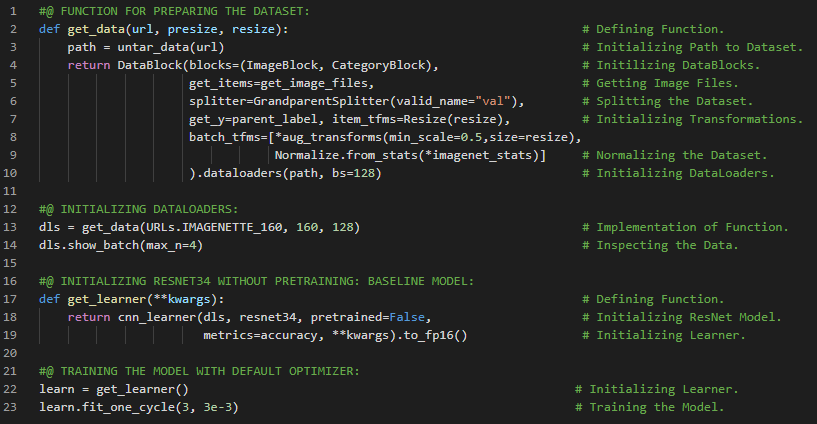 1 #@ FUNCTION FOR PREPARING THE DATASET:
2 def get_data(url, presize, resize): # Defining Function.
3 path = untar_data(url) # Initializing Path to Dataset.
4 return DataBlock(blocks=(ImageBlock, CategoryBlock), # Initilizing DataBlocks.
5 get_items=get_image_files, # Getting Image Files.
6 splitter=GrandparentSplitter(valid_name="val"), # Splitting the Dataset.
7 get_y=parent_label, item_tfms=Resize(resize), # Initializing Transformations.
8 batch_tfms=[*aug_transforms(min_scale=0.5,size=resize),
9 Normalize.from_stats(*imagenet_stats)] # Normalizing the Dataset.
10 ).dataloaders(path, bs=128) # Initializing DataLoaders.
11
12 #@ INITIALIZING DATALOADERS:
13 dls = get_data(URLs.IMAGENETTE_160, 160, 128) # Implementation of Function.
14 dls.show_batch(max_n=4) # Inspecting the Data.
15
16 #@ INITIALIZING RESNET34 WITHOUT PRETRAINING: BASELINE MODEL:
17 def get_learner(**kwargs): # Defining Function.
18 return cnn_learner(dls, resnet34, pretrained=False, # Initializing ResNet Model.
19 metrics=accuracy, **kwargs).to_fp16() # Initializing Learner.
20
21 #@ TRAINING THE MODEL WITH DEFAULT OPTIMIZER:
22 learn = get_learner() # Initializing Learner.
23 learn.fit_one_cycle(3, 3e-3) # Training the Model.